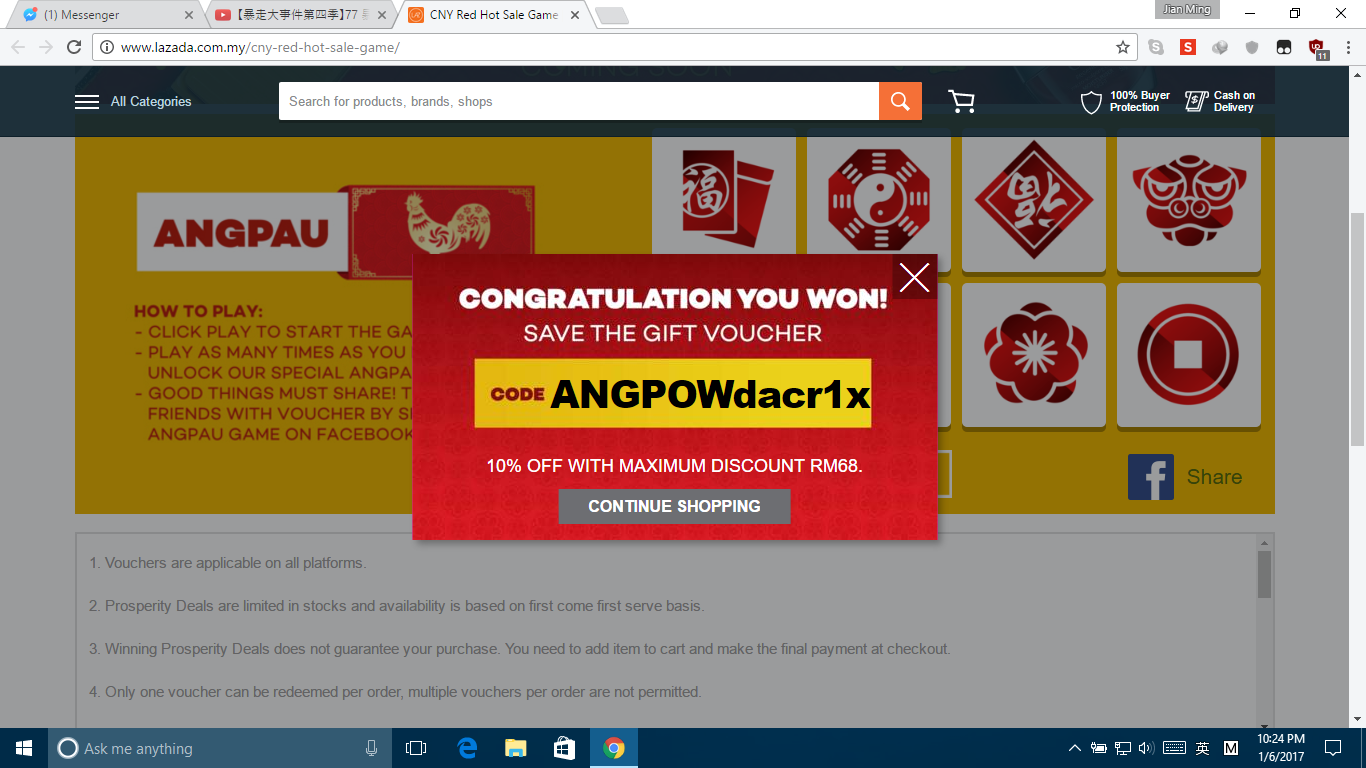 (1) Messenger
【暴走大事件第四季】77
CNY Red Hot Sale Game
Jian Ming
www.lazada.com.my/cny-red-hot-sale-game/
S
11
COMING SOON
All Categories
Search for products, brands, shops
100% Buyer
Protection
Cash on
Delivery
福
福
ANGPAU
HOW TO PLAY:
- CLICK PLAY TO START THE GA
- PLAY AS MANY TIMES AS YOU
UNLOCK OUR SPECIAL ANGPA
- GOOD THINGS MUST SHARE! T
FRIENDS WITH VOUCHER BY S
ANGPAU GAME ON FACEBOOK
CONGRATULATION YOU WON!
SAVE THE GIFT VOUCHER
CODE ANGPOWdacr1x
10% OFF WITH MAXIMUM DISCOUNT RM68.
CONTINUE SHOPPING
f Share
1. Vouchers are applicable on all platforms.
2. Prosperity Deals are limited in stocks and availability is based on first come first serve basis.
3. Winning Prosperity Deals does not guarantee your purchase. You need to add item to cart and make the final payment at checkout.
4. Only one voucher can be redeemed per order, multiple vouchers per order are not permitted.
Ask me anything
英
M
10:24 PM
1/6/2017